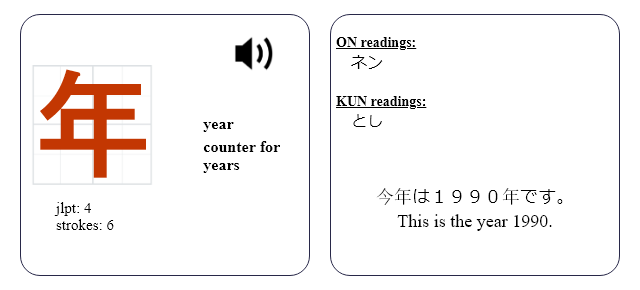 年
year
counter for
years
jlpt: 4
strokes: 6
ON readings:
ネン
KUN readings:
とし
今年は１９９０年です。
This is the year 1990.